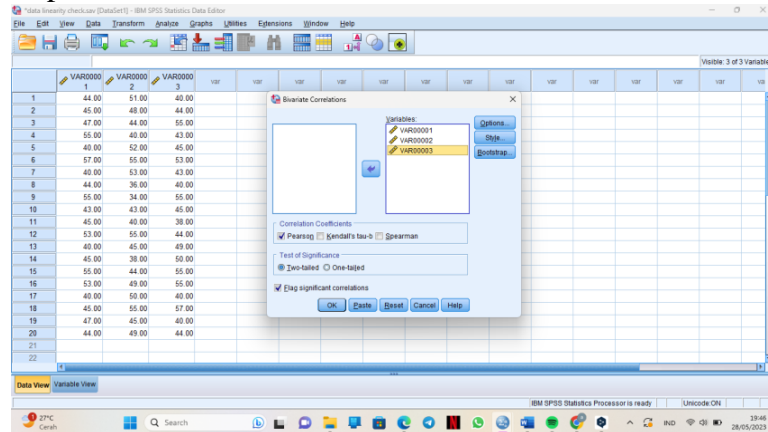 *data linearity check.sav [DataSet1] - IBM SPSS Statistics Data Editor
File Edit View Data Transform Analyze Graphs Utilities Extensions Window Help
Visible: 3 of 3 Variable
VAR00001 VAR00002 VAR00003 var var var var var var var var var var var va
1 44.00 51.00 40.00
2 45.00 48.00 44.00
3 47.00 44.00 55.00
4 55.00 40.00 43.00
5 40.00 52.00 45.00
6 57.00 55.00 53.00
7 40.00 53.00 43.00
8 44.00 36.00 40.00
9 55.00 34.00 55.00
10 43.00 43.00 45.00
11 45.00 40.00 38.00
12 53.00 55.00 44.00
13 40.00 45.00 49.00
14 45.00 38.00 50.00
15 55.00 44.00 55.00
16 53.00 49.00 55.00
17 40.00 50.00 40.00
18 45.00 55.00 57.00
19 47.00 45.00 40.00
20 44.00 49.00 44.00
21
22
Bivariate Correlations
Variables:
VAR00001
VAR00002
VAR00003
Options...
Style...
Bootstrap...
Correlation Coefficients
Pearson Kendall's tau-b Spearman
Test of Significance
Two-tailed One-tailed
Flag significant correlations
OK Paste Reset Cancel Help
Data View Variable View
IBM SPSS Statistics Processor is ready Unicode:ON
27°C
Cerah
Search
IND
19:46
28/05/2023